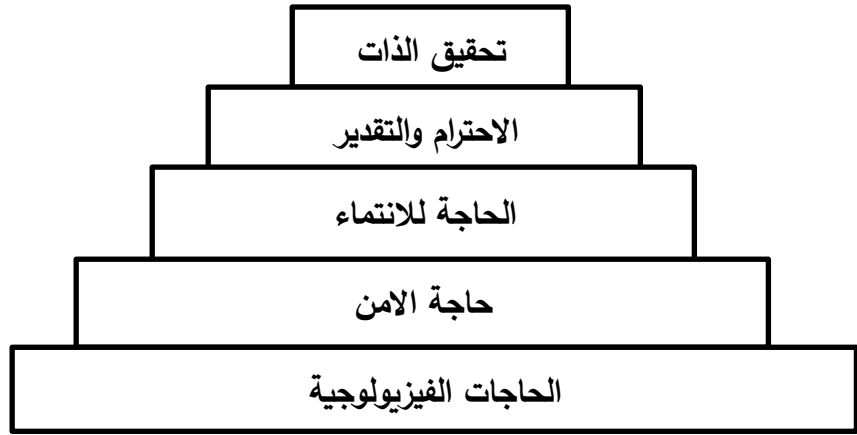 تحقيق الذات
الاحترام والتقدير
الحاجة للانتماء
حاجة الامن
الحاجات الفيزيولوجية